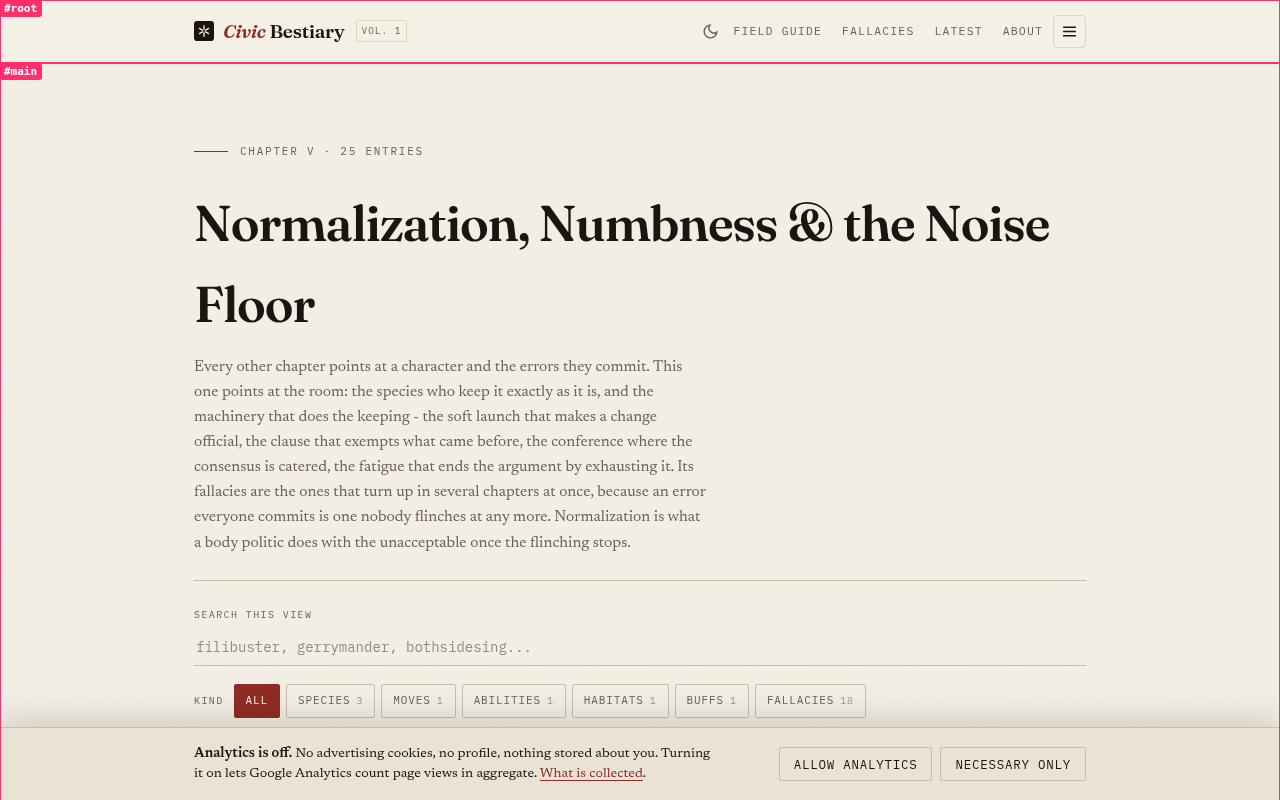 #root
Civic Bestiary VOL. 1
FIELD GUIDE FALLACIES LATEST ABOUT
#main
CHAPTER V · 25 ENTRIES
Normalization, Numbness & the Noise
Floor
Every other chapter points at a character and the errors they commit. This
one points at the room: the species who keep it exactly as it is, and the
machinery that does the keeping - the soft launch that makes a change
official, the clause that exempts what came before, the conference where the
consensus is catered, the fatigue that ends the argument by exhausting it. Its
fallacies are the ones that turn up in several chapters at once, because an error
everyone commits is one nobody flinches at any more. Normalization is what
a body politic does with the unacceptable once the flinching stops.
SEARCH THIS VIEW
filibuster, gerrymander, bothsidesing...
KIND ALL SPECIES 3 MOVES 1 ABILITIES 1 HABITATS 1 BUFFS 1 FALLACIES 18
Analytics is off. No advertising cookies, no profile, nothing stored about you. Turning
it on lets Google Analytics count page views in aggregate. What is collected.
ALLOW ANALYTICS NECESSARY ONLY